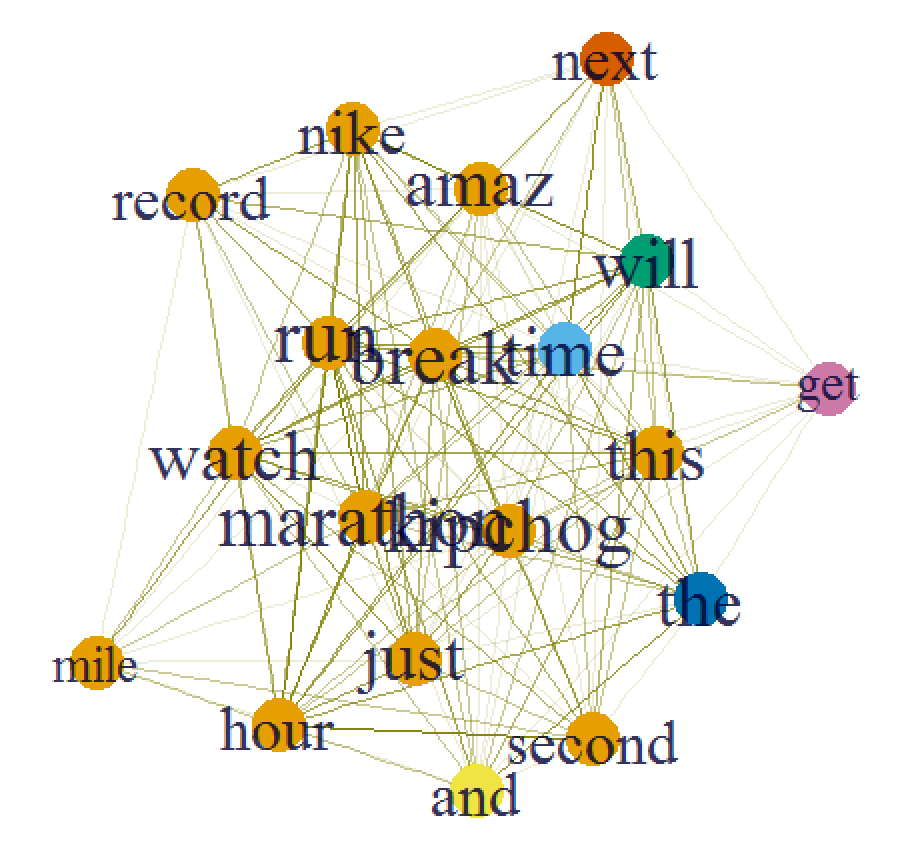 next
nike
amaz
record
will
run
break
time
get
watch
this
marathon
kipchog
the
mile
just
hour
second
and